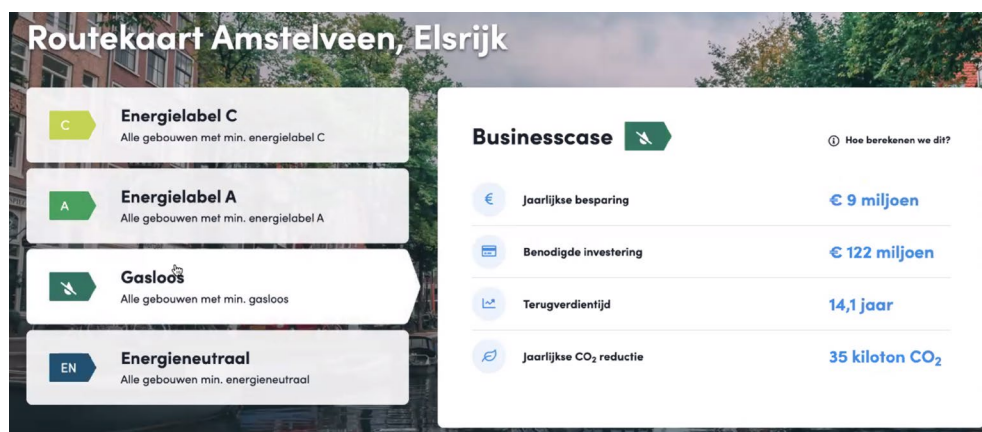 Routekaart Amstelveen, Elsrijk
C
Energielabel C
Alle gebouwen met min. energielabel C
A
Energielabel A
Alle gebouwen met min. energielabel A
Gasloos
Alle gebouwen met min. gasloos
EN
Energieneutraal
Alle gebouwen min. energieneutraal
Businesscase
Hoe berekenen we dit?
€ Jaarlijkse besparing € 9 miljoen
Benodigde investering € 122 miljoen
Terugverdientijd 14,1 jaar
Jaarlijkse CO₂ reductie 35 kiloton CO₂